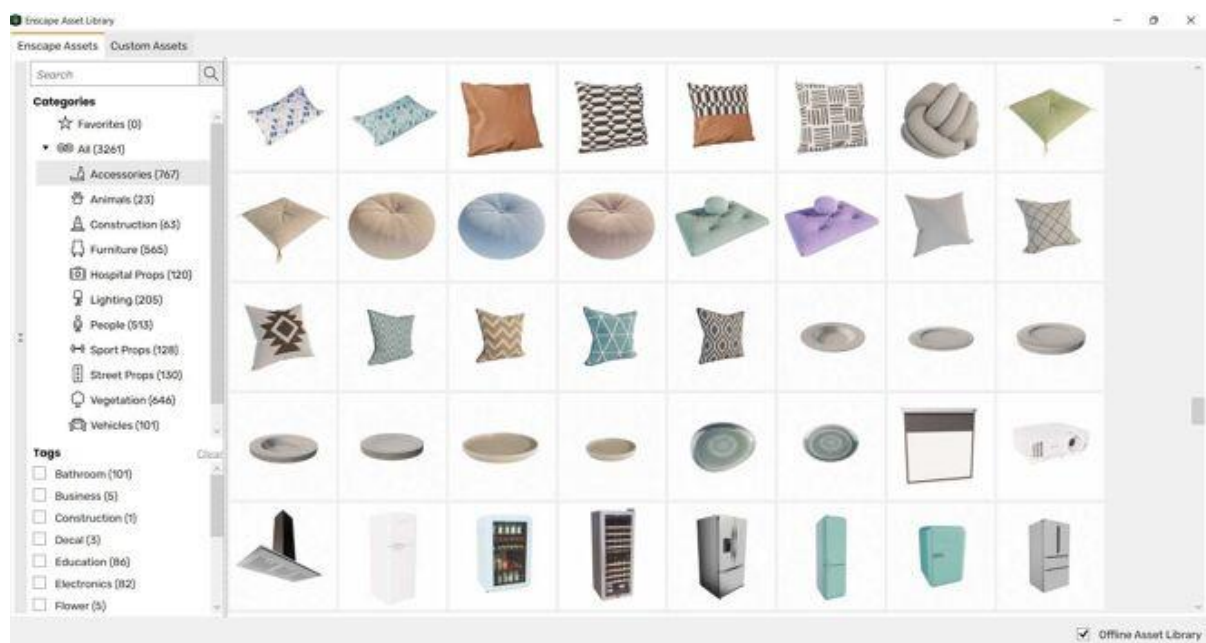 Enscape Asset Library
Enscape Assets Custom Assets
Search
Categories
Favorites (0)
All (3261)
Accessories (767)
Animals (23)
Construction (63)
Furniture (565)
Hospital Props (120)
Lighting (205)
People (513)
Sport Props (128)
Street Props (130)
Vegetation (646)
Vehicles (101)
Tags Clear
Bathroom (101)
Business (5)
Construction (1)
Decal (3)
Education (86)
Electronics (82)
Flower (5)
Offline Asset Library